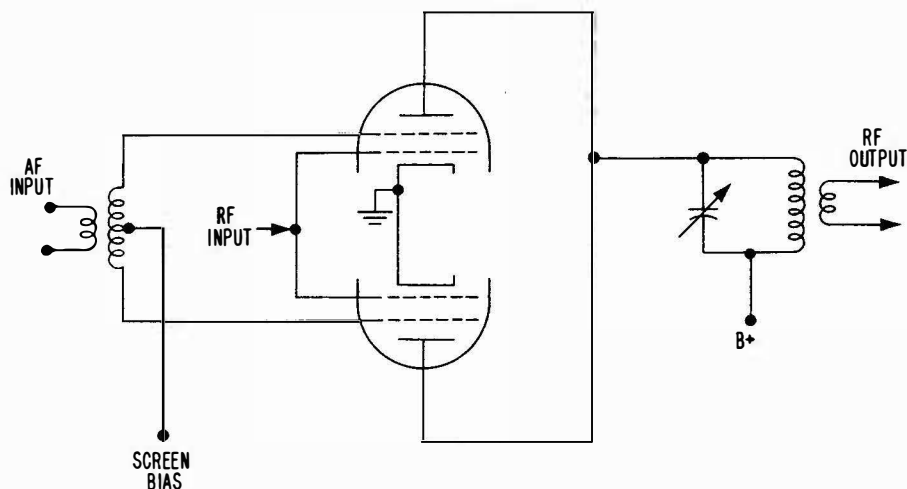 AF
INPUT
RF
INPUT
SCREEN
BIAS
RF
OUTPUT
B+